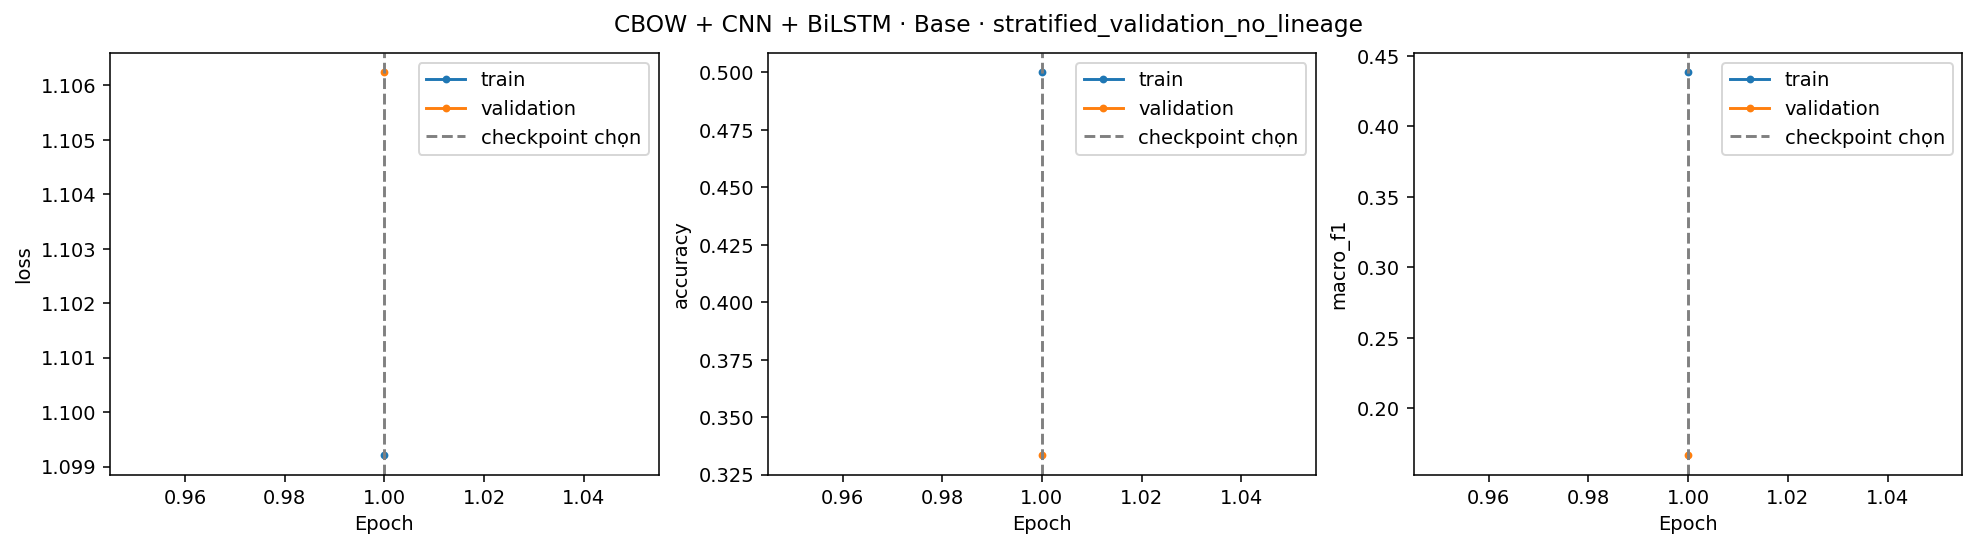 CBOW + CNN + BiLSTM · Base · stratified_validation_no_lineage
loss
1.106
1.105
1.104
1.103
1.102
1.101
1.100
1.099
0.96 0.98 1.00 1.02 1.04
Epoch
train
validation
checkpoint chọn
accuracy
0.500
0.475
0.450
0.425
0.400
0.375
0.350
0.325
0.96 0.98 1.00 1.02 1.04
Epoch
train
validation
checkpoint chọn
macro_f1
0.45
0.40
0.35
0.30
0.25
0.20
0.96 0.98 1.00 1.02 1.04
Epoch
train
validation
checkpoint chọn